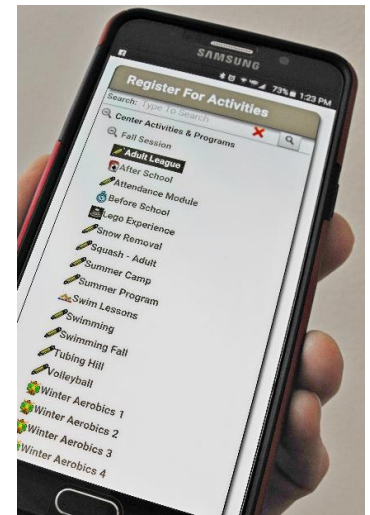 SAMSUNG
73% 1:23 PM
Register For Activities
Search: Type To Search
Center Activities & Programs
Fall Session
Adult League
After School
Attendance Module
Before School
Lego Experience
Snow Removal
Squash - Adult
Summer Camp
Summer Program
Swim Lessons
Swimming
Swimming Fall
Tubing Hill
Volleyball
Winter Aerobics 1
Winter Aerobics 2
Winter Aerobics 3
Winter Aerobics 4